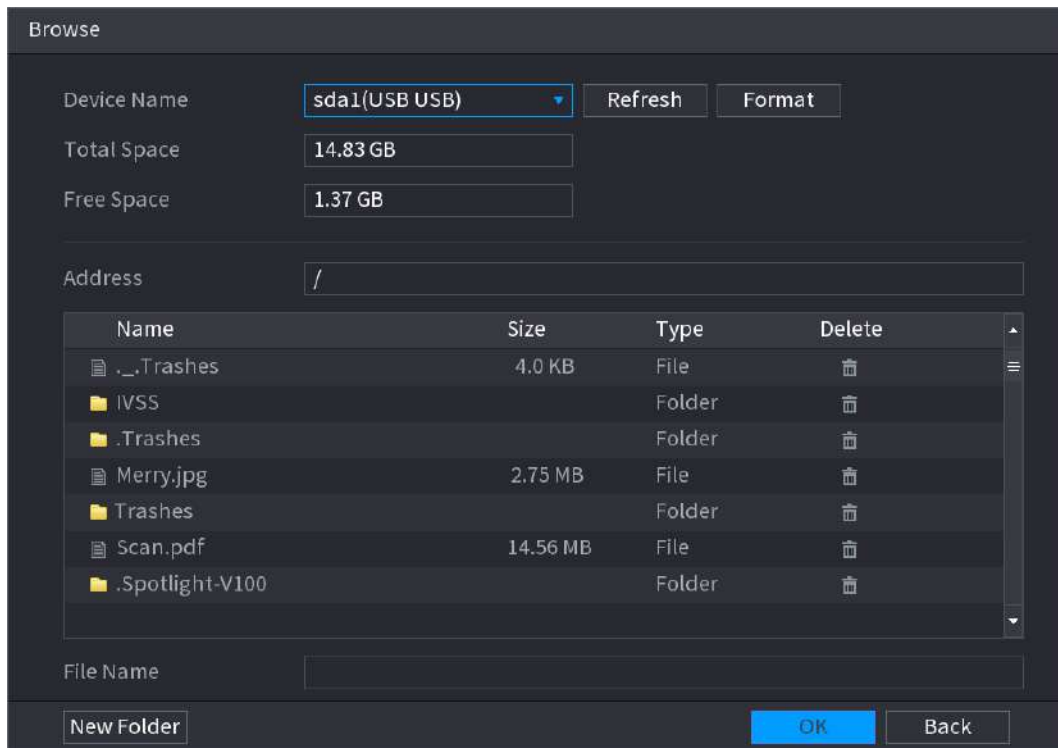 Browse
Device Name sda1(USB USB) Refresh Format
Total Space 14.83 GB
Free Space 1.37 GB
Address /
Name Size Type Delete
._.Trashes 4.0 KB File
IVSS Folder
.Trashes Folder
Merry.jpg 2.75 MB File
Trashes Folder
Scan.pdf 14.56 MB File
.Spotlight-V100 Folder
File Name
New Folder OK Back